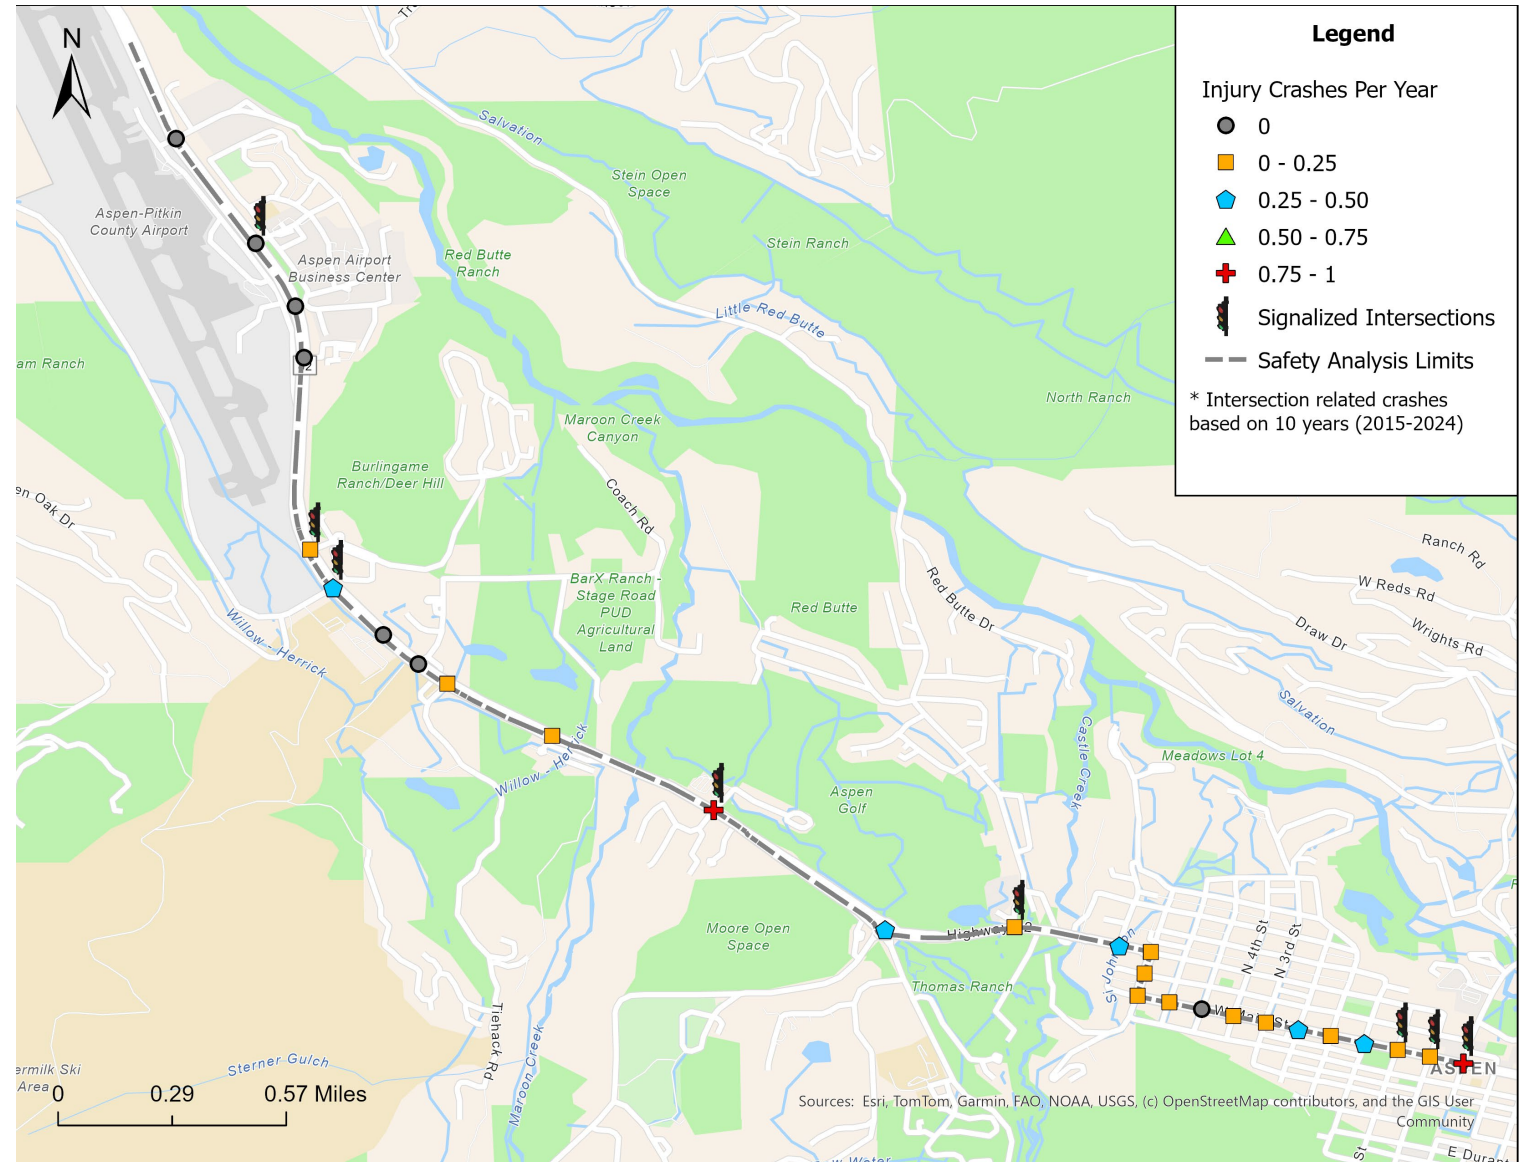 N
Legend
Injury Crashes Per Year
0
0 - 0.25
0.25 - 0.50
0.50 - 0.75
0.75 - 1
Signalized Intersections
Safety Analysis Limits
* Intersection related crashes
based on 10 years (2015-2024)
Salvation
Stein Open
Space
Aspen-Pitkin
County Airport
Stein Ranch
Red Butte
Ranch
Aspen Airport
Business Center
Little Red Butte
am Ranch
North Ranch
Maroon Creek
Canyon
Burlingame
Ranch/Deer Hill
en Oak Dr
Coach Rd
Ranch Rd
BarX Ranch -
Stage Road
PUD
Agricultural
Land
Red Butte
Red Butte Dr
W Reds Rd
Draw Dr
Wrights Rd
Willow - Herrick
Salvation
Castle Creek
Meadows Lot 4
Willow - Herrick
Aspen
Golf
Moore Open
Space
Highway
N 4th St
N 3rd St
Thomas Ranch
W Main St
Tiehack Rd
Maroon Creek
Sterner Gulch
ermilk Ski
Area
ASPEN
0
0.29
0.57 Miles
Sources: Esri, TomTom, Garmin, FAO, NOAA, USGS, (c) OpenStreetMap contributors, and the GIS User
Community
St
E Durant